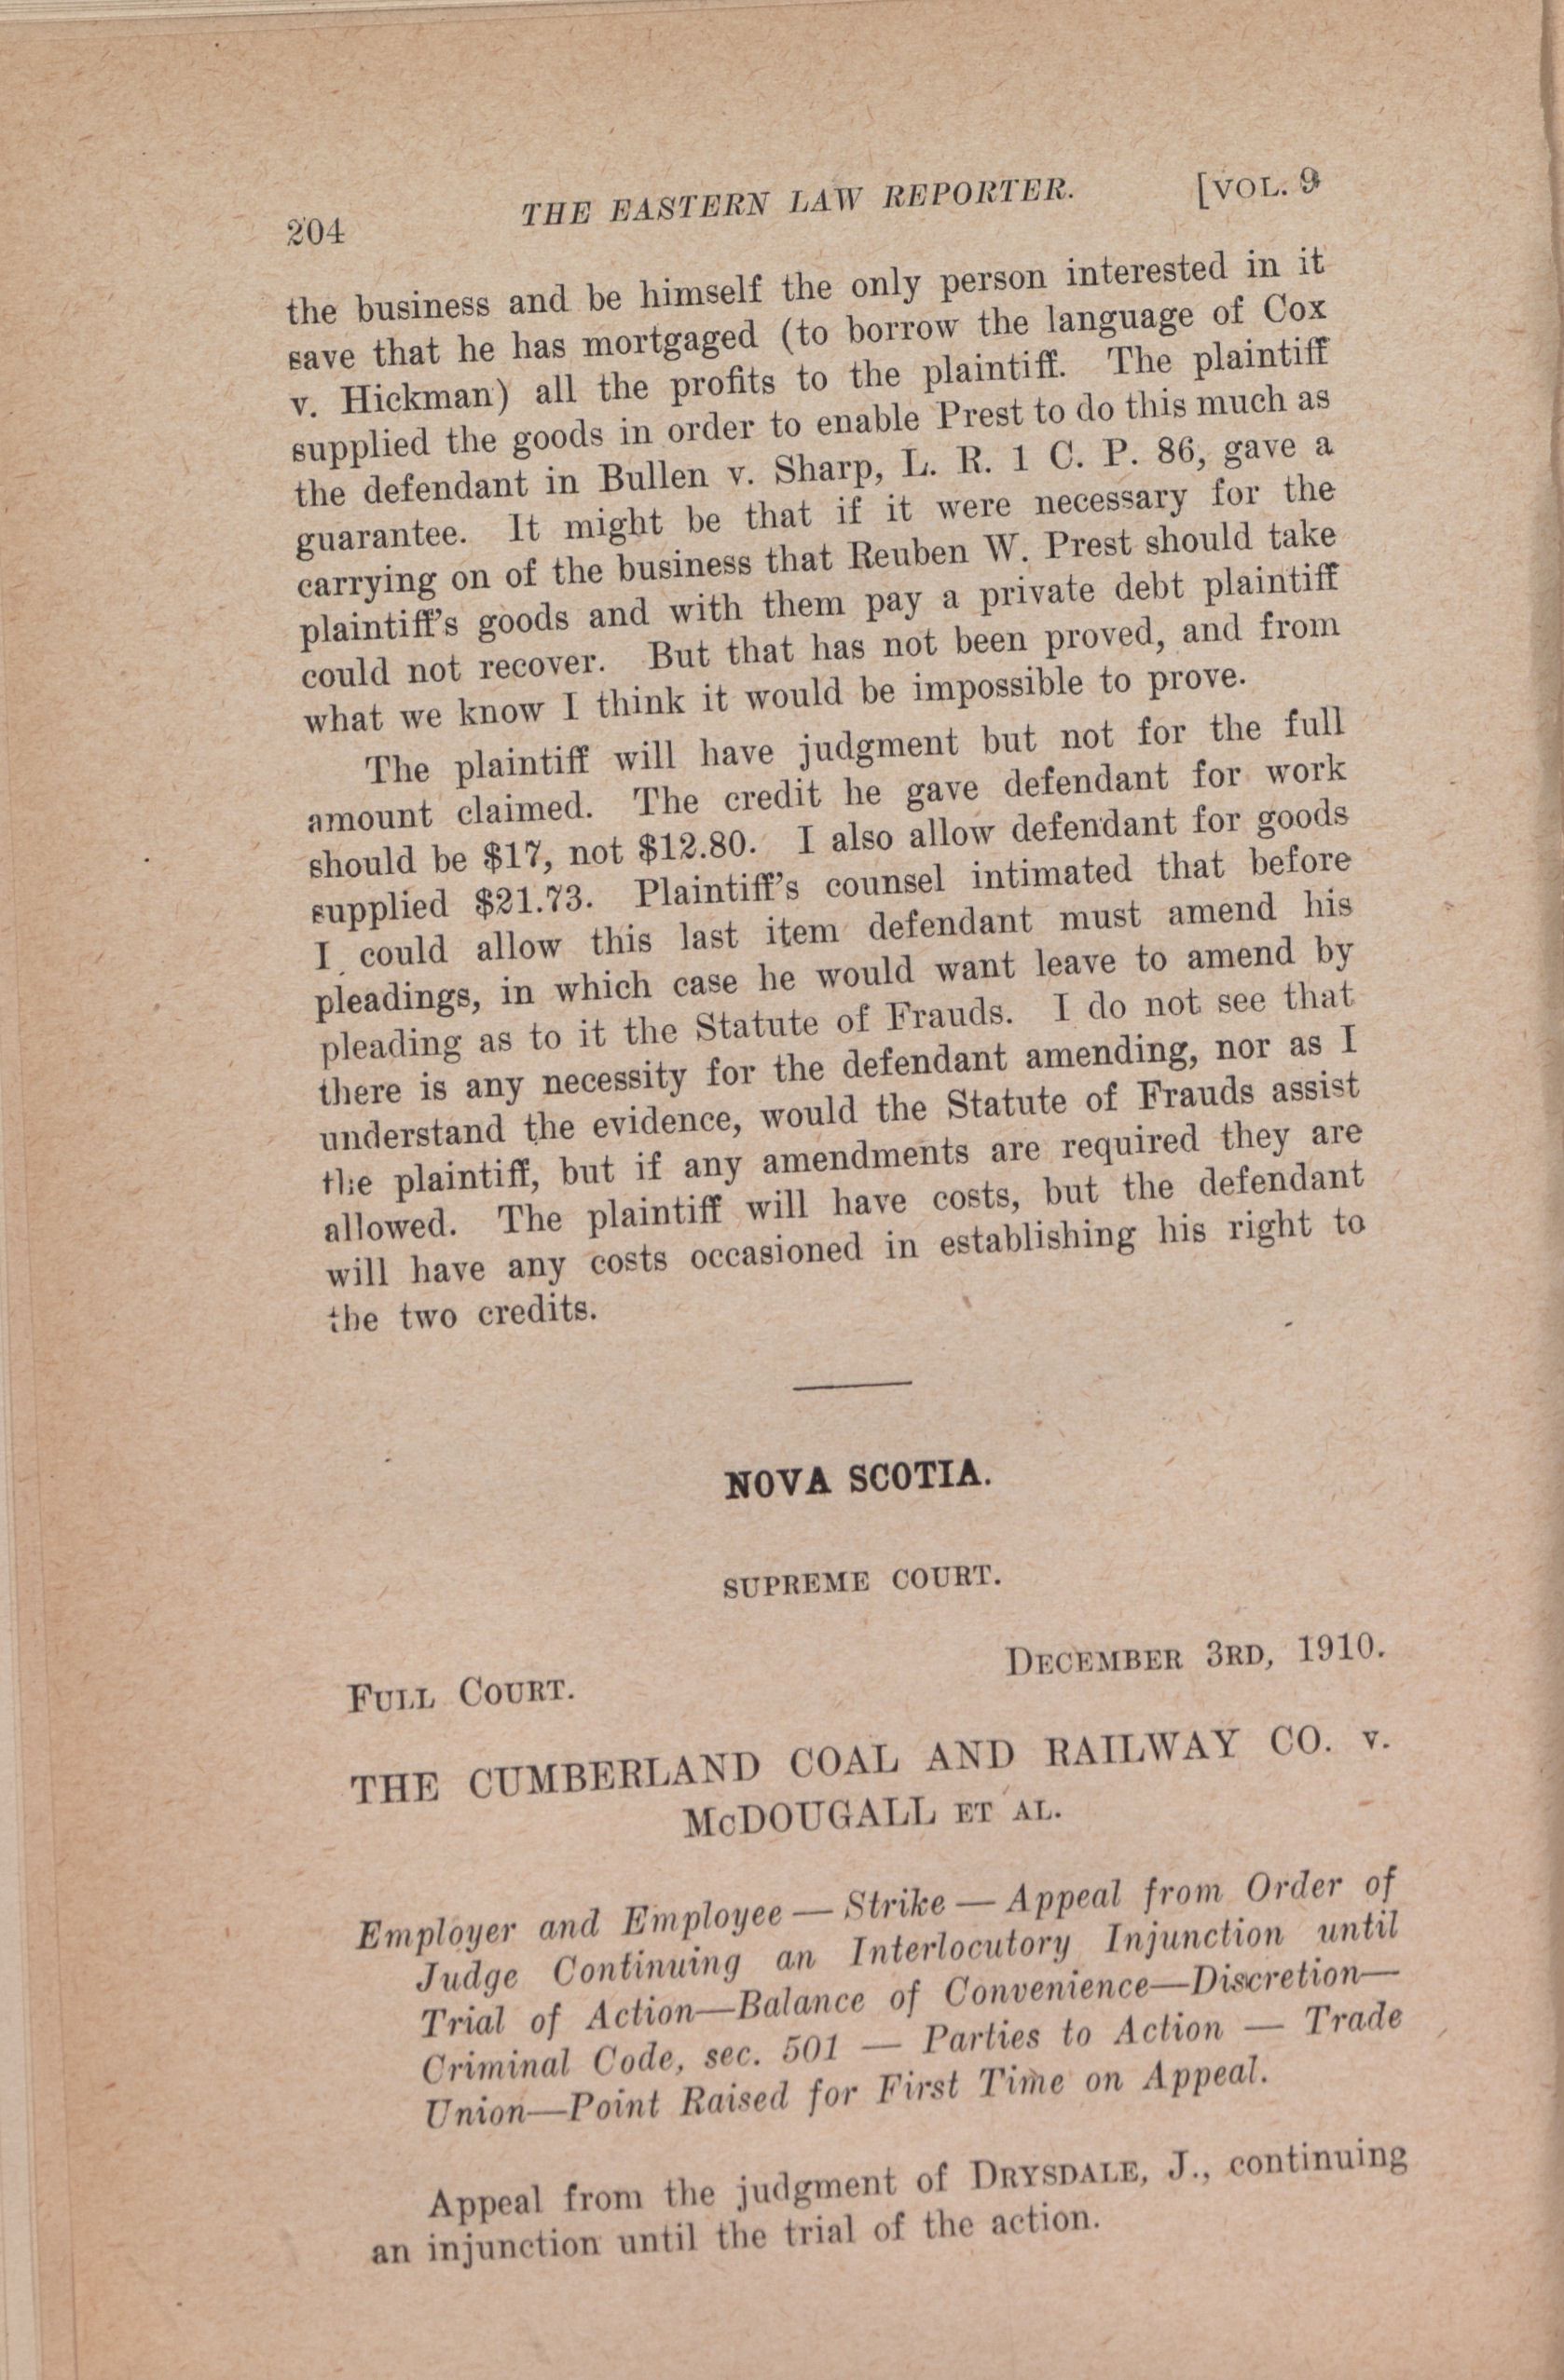 204 THE EASTERN LAW REPORTER. [VOL. 9
the business and be himself the only person interested in it
save that he has mortgaged (to borrow the language of Cox
v. Hickman) all the profits to the plaintiff. The plaintiff
supplied the goods in order to enable Prest to do this much as
the defendant in Bullen v. Sharp, L. R. 1 C. P. 86, gave a
guarantee. It might be that if it were necessary for the
carrying on of the business that Reuben W. Prest should take
plaintiff's goods and with them pay a private debt plaintiff
could not recover. But that has not been proved, and from
what we know I think it would be impossible to prove.
The plaintiff will have judgment but not for the full
amount claimed. The credit he gave defendant for work
should be $17, not $12.80. I also allow defendant for goods
supplied $21.73. Plaintiff's counsel intimated that before
I could allow this last item defendant must amend his
pleadings, in which case he would want leave to amend by
pleading as to it the Statute of Frauds. I do not see that
there is any necessity for the defendant amending, nor as I
understand the evidence, would the Statute of Frauds assist
the plaintiff, but if any amendments are required they are
allowed. The plaintiff will have costs, but the defendant
will have any costs occasioned in establishing his right to
the two credits.
NOVA SCOTIA.
SUPREME COURT.
FULL COURT. DECEMBER 3RD, 1910.
THE CUMBERLAND COAL AND RAILWAY CO. v.
McDOUGALL ET AL.
Employer and Employee — Strike — Appeal from Order of
Judge Continuing an Interlocutory Injunction until
Trial of Action—Balance of Convenience—Discretion—
Criminal Code, sec. 501 — Parties to Action — Trade
Union—Point Raised for First Time on Appeal.
Appeal from the judgment of DRYSDALE, J., continuing
an injunction until the trial of the action.